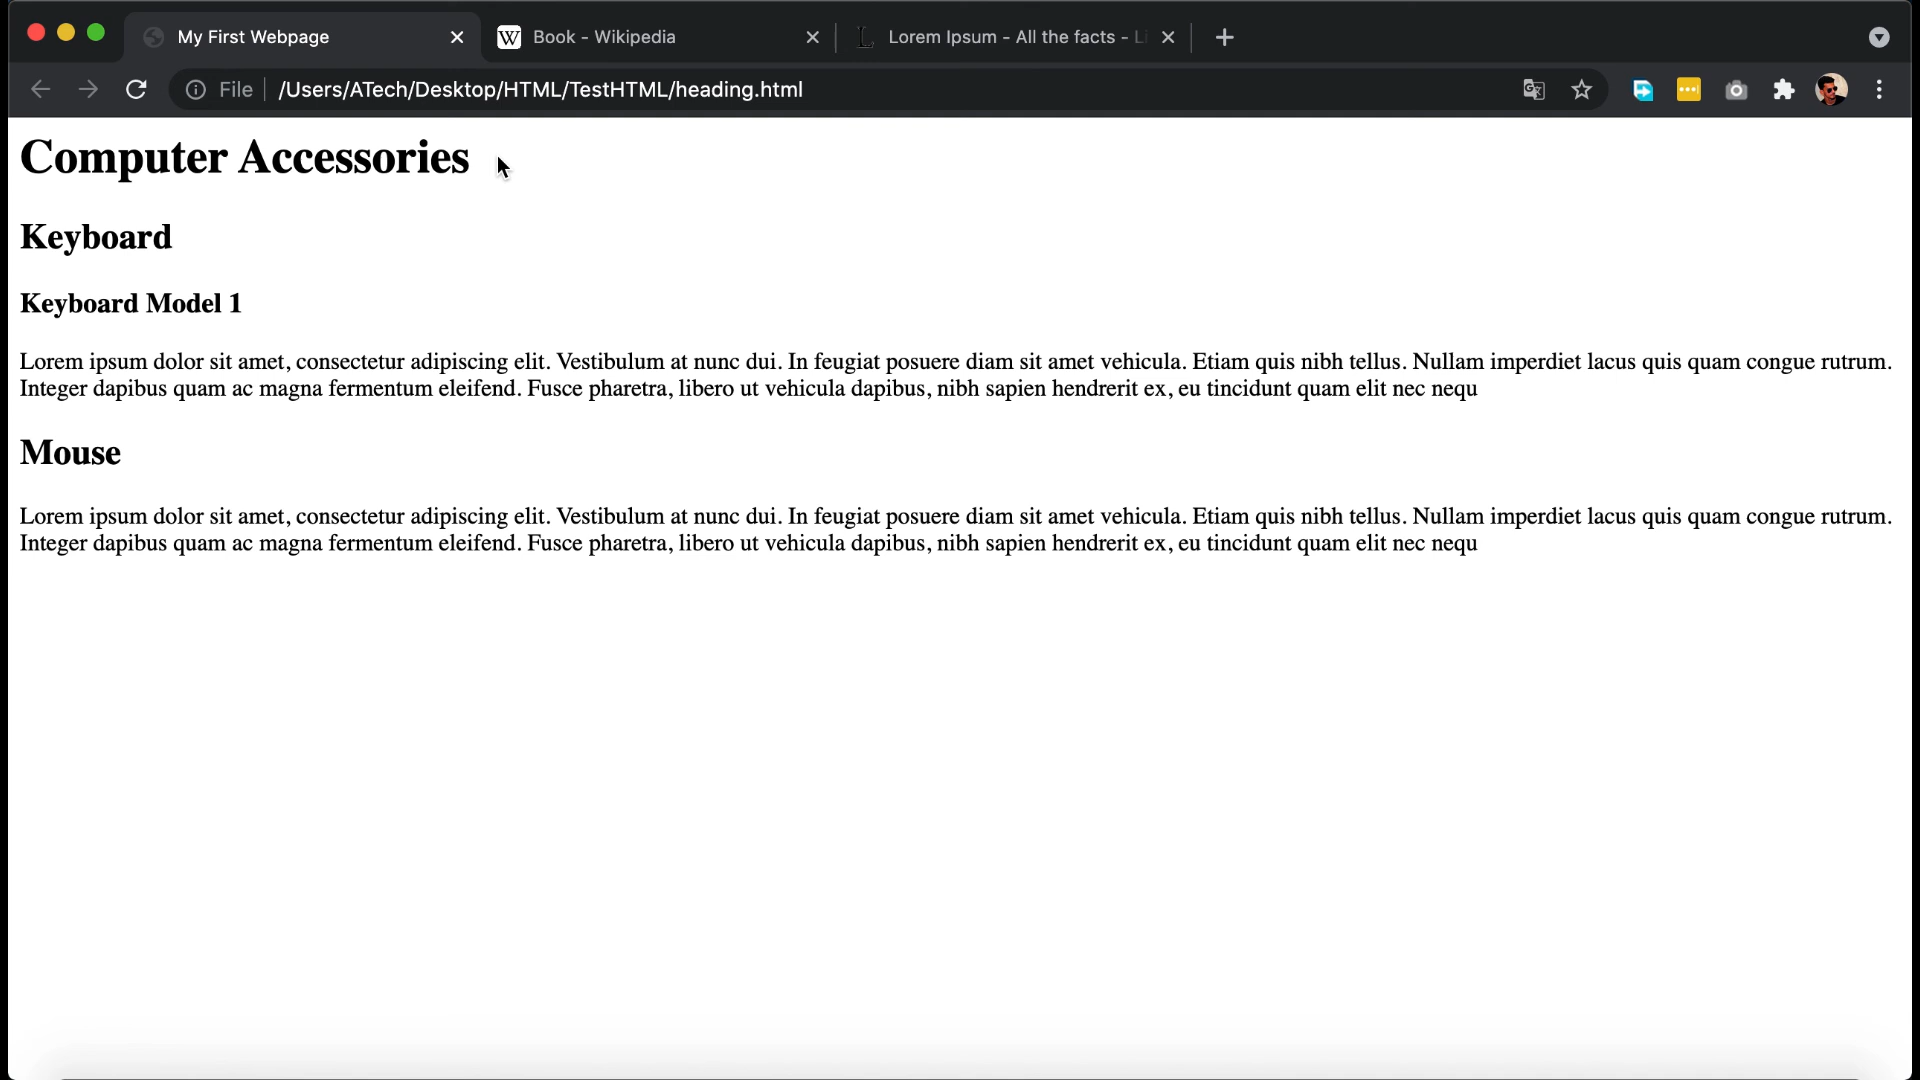 My First Webpage
Book - Wikipedia
Lorem Ipsum - All the facts - Li
File
/Users/ATech/Desktop/HTML/TestHTML/heading.html
Computer Accessories
Keyboard
Keyboard Model 1
Lorem ipsum dolor sit amet, consectetur adipiscing elit. Vestibulum at nunc dui. In feugiat posuere diam sit amet vehicula. Etiam quis nibh tellus. Nullam imperdiet lacus quis quam congue rutrum.
Integer dapibus quam ac magna fermentum eleifend. Fusce pharetra, libero ut vehicula dapibus, nibh sapien hendrerit ex, eu tincidunt quam elit nec nequ
Mouse
Lorem ipsum dolor sit amet, consectetur adipiscing elit. Vestibulum at nunc dui. In feugiat posuere diam sit amet vehicula. Etiam quis nibh tellus. Nullam imperdiet lacus quis quam congue rutrum.
Integer dapibus quam ac magna fermentum eleifend. Fusce pharetra, libero ut vehicula dapibus, nibh sapien hendrerit ex, eu tincidunt quam elit nec nequ